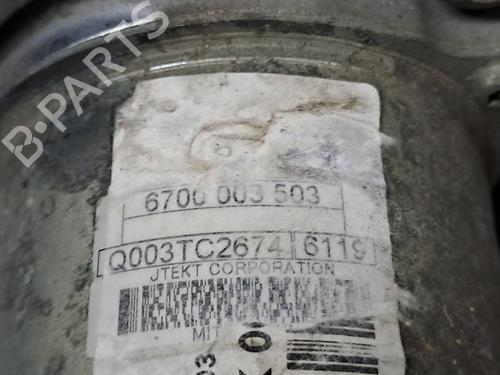 B-PARTS
6700 003 503
Q003TC2674 6119
JTEKT CORPORATION